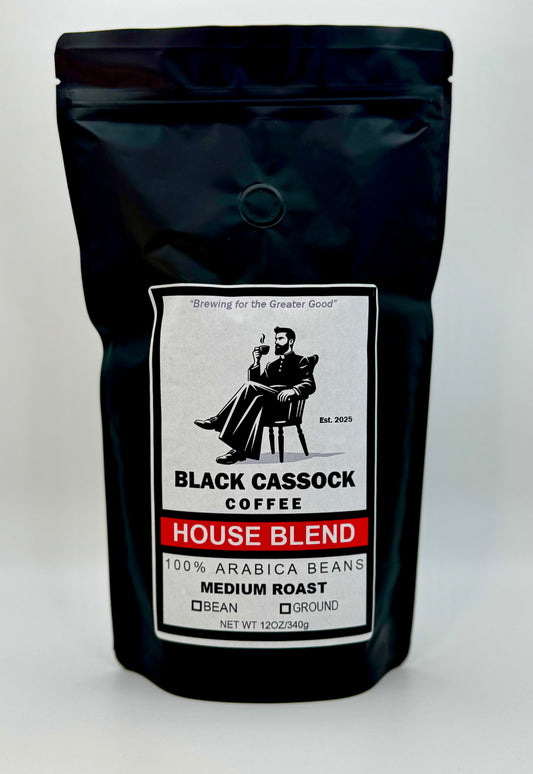 "Brewing for the Greater Good"
Est. 2025
BLACK CASSOCK
COFFEE
HOUSE BLEND
100% ARABICA BEANS
MEDIUM ROAST
BEAN GROUND
NET WT 12OZ/340g